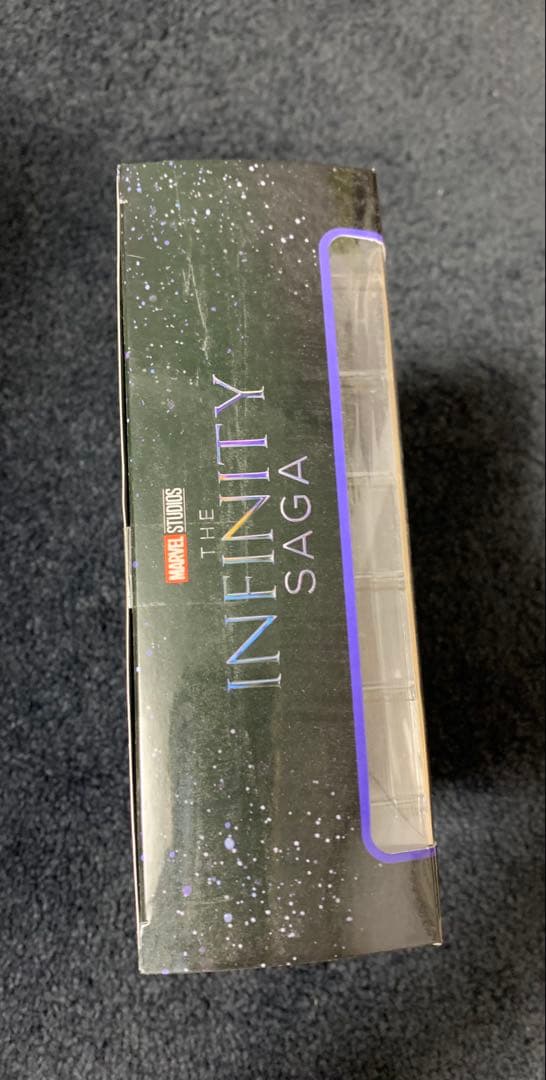 MARVEL STUDIOS
THE
INFINITY
SAGA